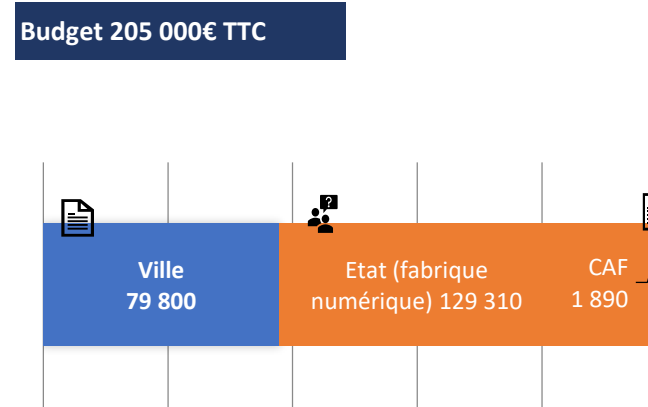 Budget 205 000€ TTC
?
Ville
79 800
Etat (fabrique
numérique) 129 310
CAF
1 890